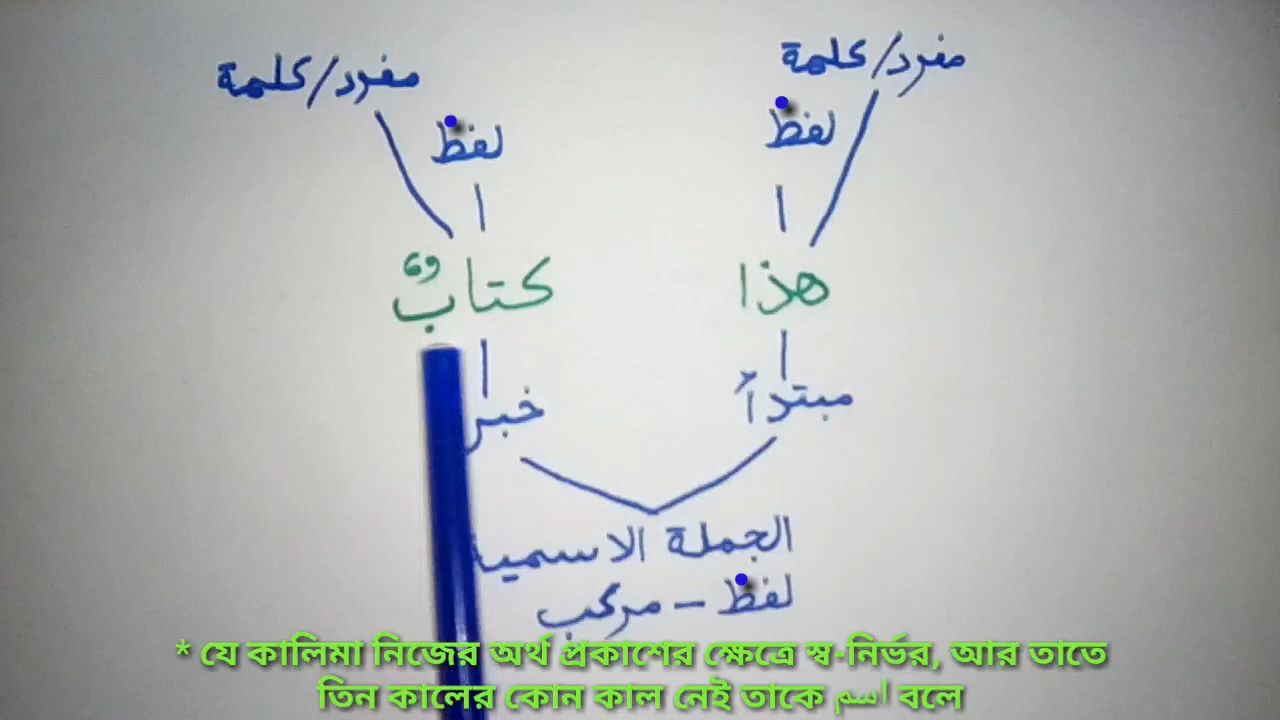 مفرد/كلمة
مفرد/كلمة
لفظ
لفظ
هذا كتابٌ
مبتدأ
خبر
الجملة الاسمية
لفظ – مركب
* যে কালিমা নিজের অর্থ প্রকাশের ক্ষেত্রে স্ব-নির্ভর, আর তাতে
তিন কালের কোন কাল নেই তাকে اسم বলে